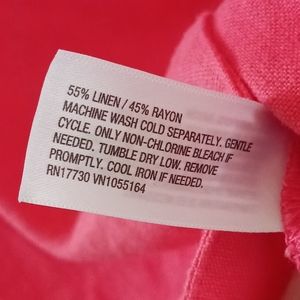 55% LINEN / 45% RAYON
MACHINE WASH COLD SEPARATELY. GENTLE
CYCLE. ONLY NON-CHLORINE BLEACH IF
NEEDED. TUMBLE DRY LOW. REMOVE
PROMPTLY. COOL IRON IF NEEDED.
RN17730 VN1055164